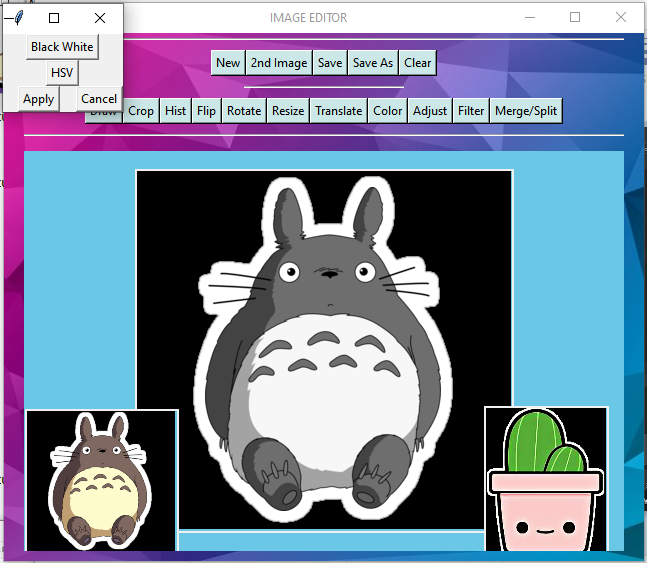 IMAGE EDITOR
Black White
HSV
Apply Cancel
New 2nd Image Save Save As Clear
Draw Crop Hist Flip Rotate Resize Translate Color Adjust Filter Merge/Split